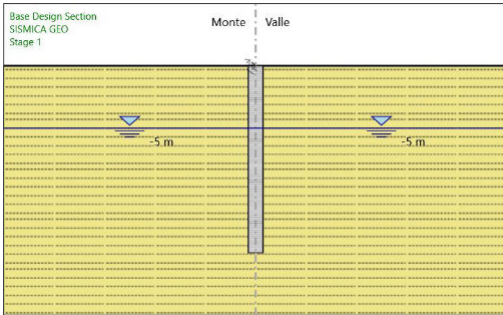 Base Design Section
SISMICA GEO
Stage 1
Monte Valle
-5 m
-5 m